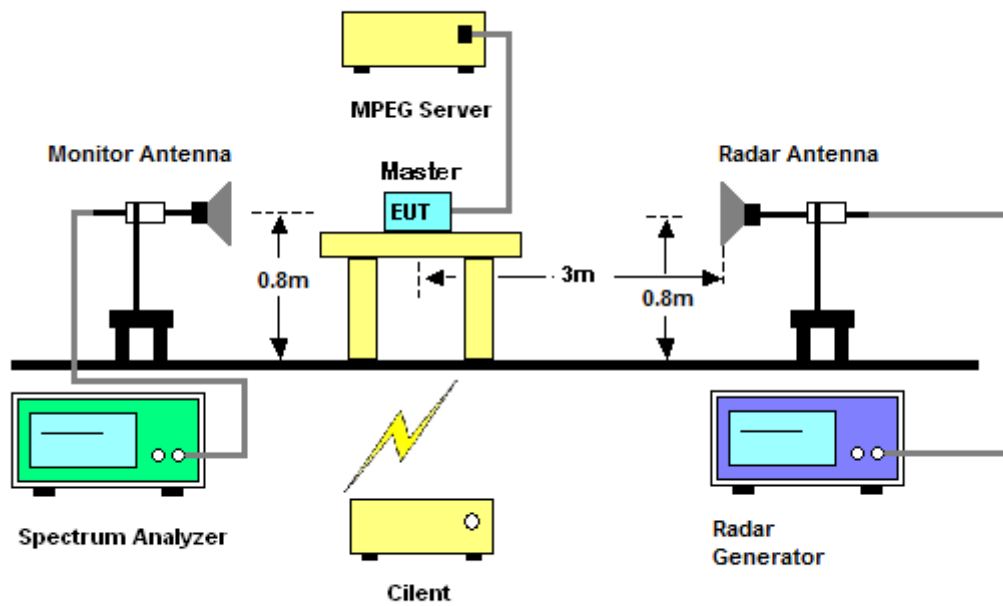 MPEG Server
Monitor Antenna
Radar Antenna
Master
EUT
0.8m
3m
0.8m
Spectrum Analyzer
Radar
Generator
Cilent